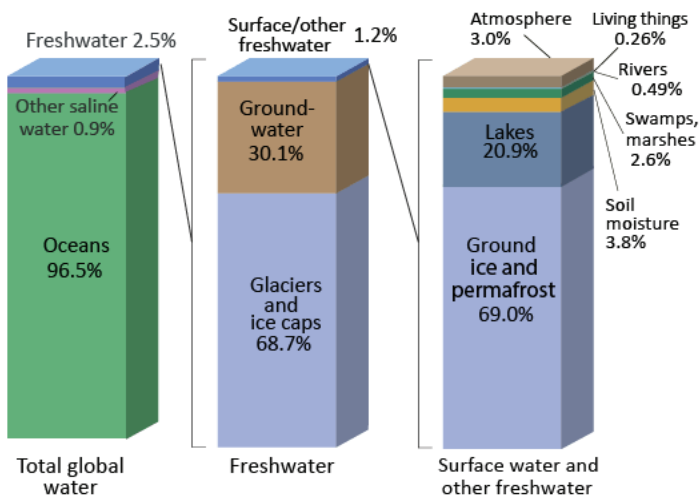 Freshwater 2.5%
Other saline
water 0.9%
Oceans
96.5%
Total global
water
Surface/other
freshwater
1.2%
Ground-
water
30.1%
Glaciers
and
ice caps
68.7%
Freshwater
Atmosphere
3.0%
Living things
0.26%
Rivers
0.49%
Swamps,
marshes
2.6%
Soil
moisture
3.8%
Lakes
20.9%
Ground
ice and
permafrost
69.0%
Surface water and
other freshwater